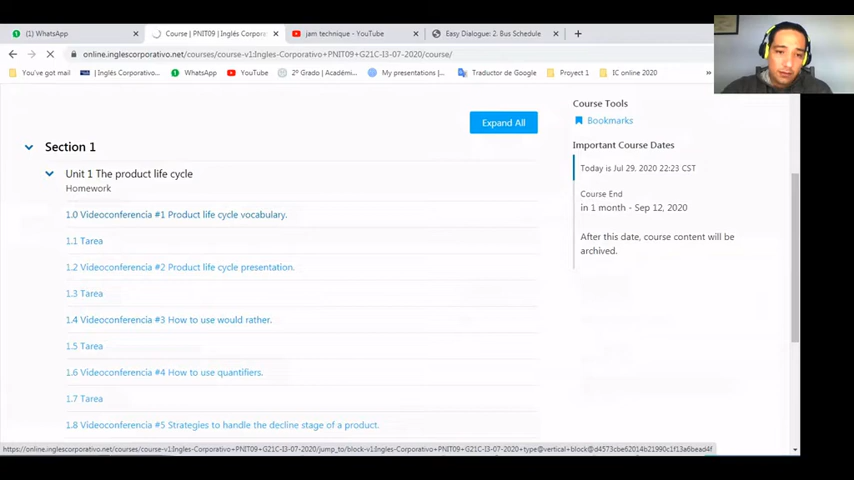 WhatsApp
Course | PNIT09 | Inglés Corpora
jam technique - YouTube
Easy Dialogue: 2. Bus Schedule
online.inglescorporativo.net/courses/course-v1:Ingles-Corporativo+PNIT09+G21C-I3-07-2020/course/
You've got mail
| Inglés Corporativo...
WhatsApp
YouTube
2º Grado | Académi...
My presentations |...
Traductor de Google
Proyect 1
IC online 2020
»
Expand All
Section 1
Unit 1 The product life cycle
Homework
1.0 Videoconferencia #1 Product life cycle vocabulary.
1.1 Tarea
1.2 Videoconferencia #2 Product life cycle presentation.
1.3 Tarea
1.4 Videoconferencia #3 How to use would rather.
1.5 Tarea
1.6 Videoconferencia #4 How to use quantifiers.
1.7 Tarea
1.8 Videoconferencia #5 Strategies to handle the decline stage of a product.
Course Tools
Bookmarks
Important Course Dates
Today is Jul 29. 2020 22:23 CST
Course End
in 1 month - Sep 12, 2020
After this date, course content will be
archived.
https://online.inglescorporativo.net/courses/course-v1:Ingles-Corporativo+PNIT09+G21C-I3-07-2020/jump_to/block-v1:Ingles-Corporativo+PNIT09+G21C-I3-07-2020+type@vertical+block@d4573cbe62014b21990c1f13a6bead4f